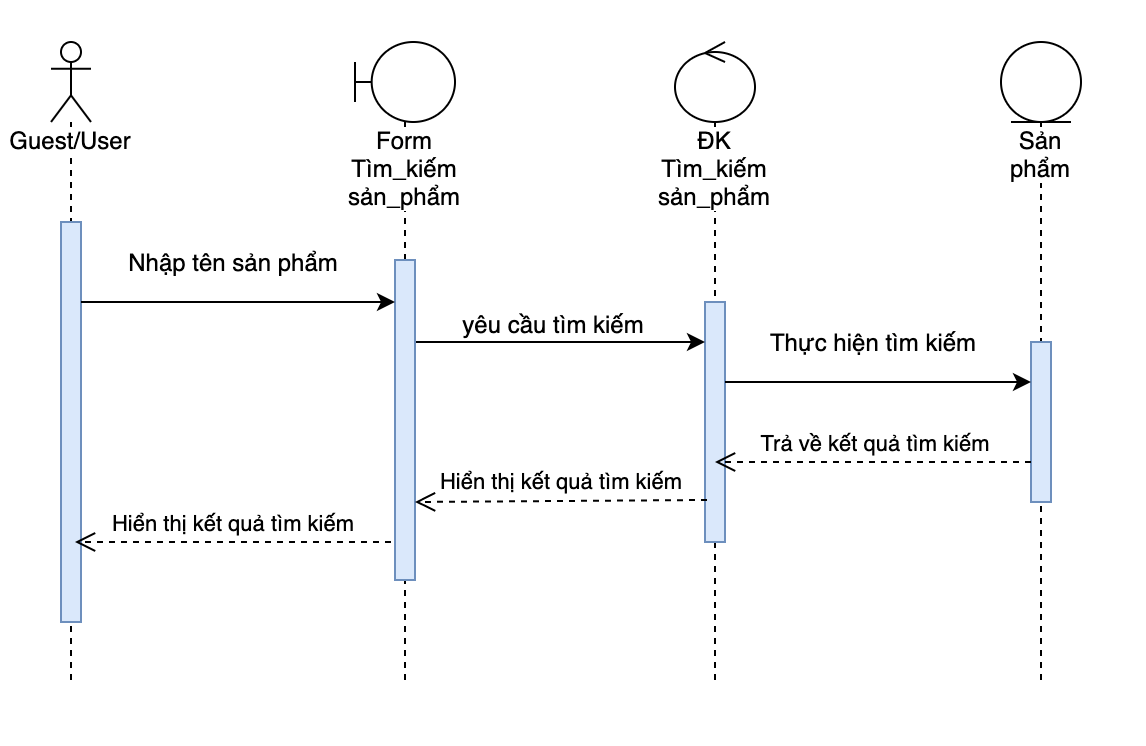 Guest/User
Form
Tìm_kiếm
sản_phẩm
ĐK
Tìm_kiếm
sản_phẩm
Sản
phẩm
Nhập tên sản phẩm
yêu cầu tìm kiếm
Thực hiện tìm kiếm
Trả về kết quả tìm kiếm
Hiển thị kết quả tìm kiếm
Hiển thị kết quả tìm kiếm